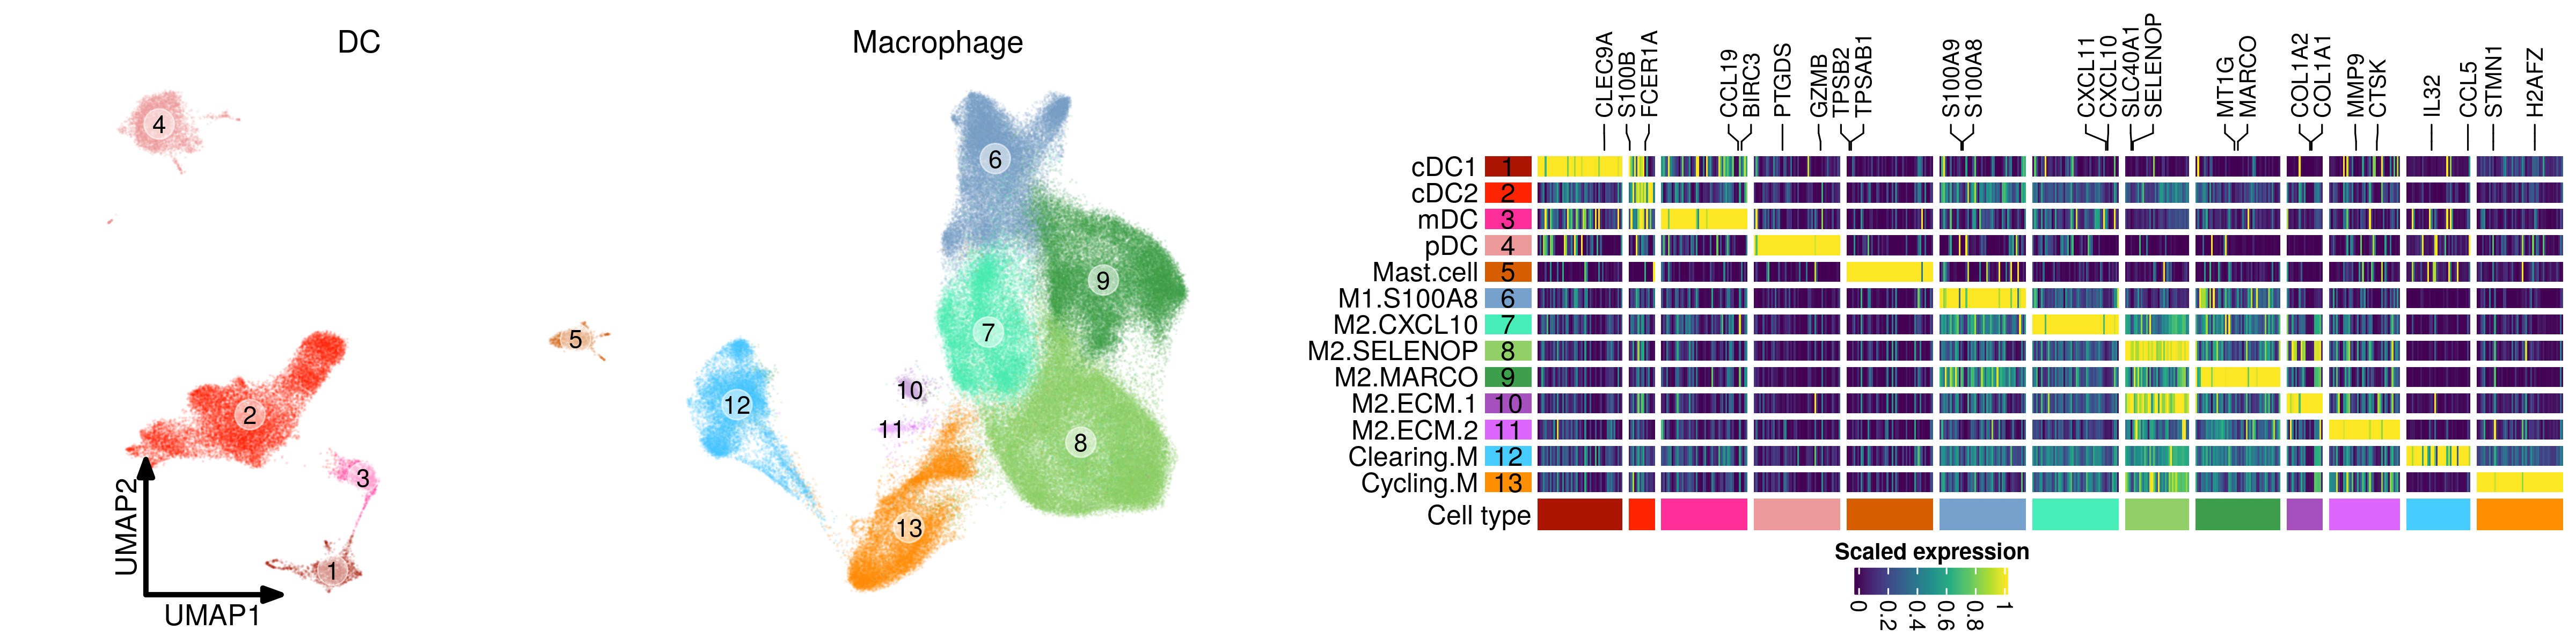 DC
4
5
2
3
1
UMAP2
UMAP1
Macrophage
6
9
7
10
12
11
8
13
CLEC9A
S100B
FCER1A
CCL19
BIRC3
PTGDS
GZMB
TPSB2
TPSAB1
S100A9
S100A8
CXCL11
CXCL10
SLC40A1
SELENOP
MT1G
MARCO
COL1A2
COL1A1
MMP9
CTSK
IL32
CCL5
STMN1
H2AFZ
cDC1 1
cDC2 2
mDC 3
pDC 4
Mast.cell 5
M1.S100A8 6
M2.CXCL10 7
M2.SELENOP 8
M2.MARCO 9
M2.ECM.1 10
M2.ECM.2 11
Clearing.M 12
Cycling.M 13
Cell type
Scaled expression
0 0.2 0.4 0.6 0.8 1